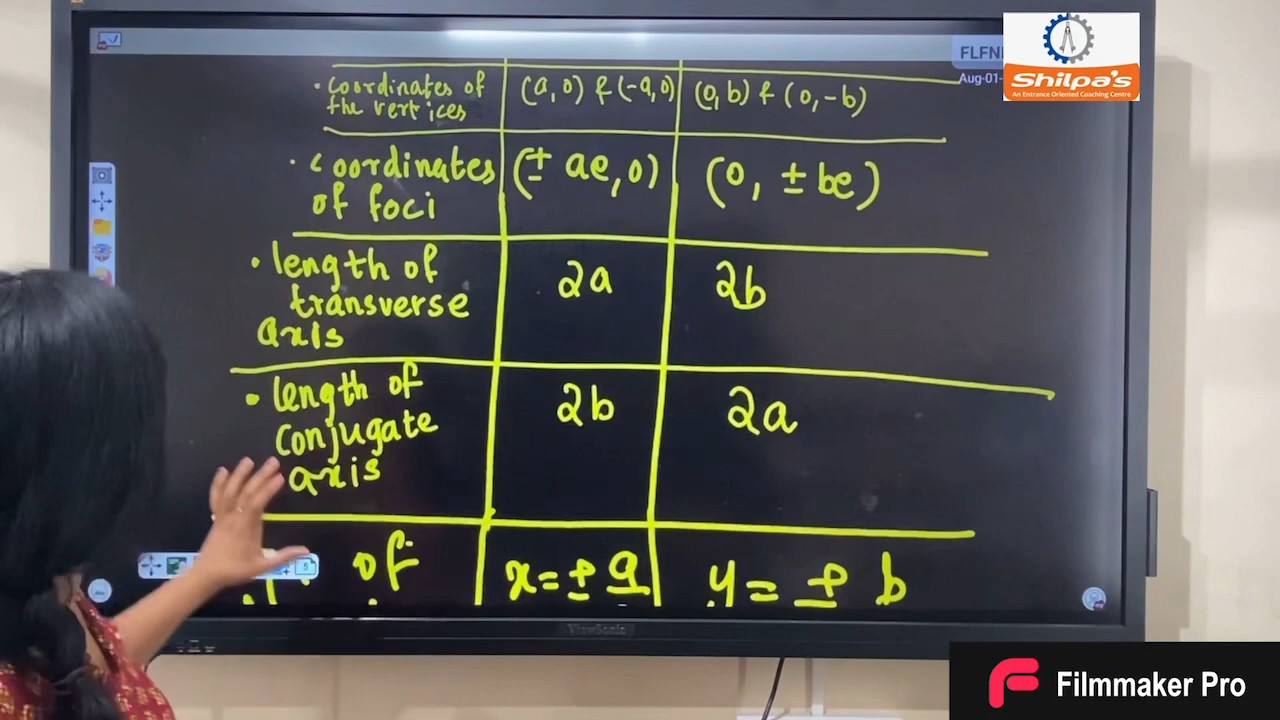 FLFN
Aug-01-
Shilpa's
An Entrance Oriented Coaching Centre
• Coordinates of the vertices (a, 0) & (-a, 0) (0, b) & (0, -b)
• Coordinates of foci (± ae, 0) (0, ± be)
• length of transverse axis 2a 2b
• length of conjugate axis 2b 2a
of x = ± a y = ± b
5
ViewSonic
Filmmaker Pro